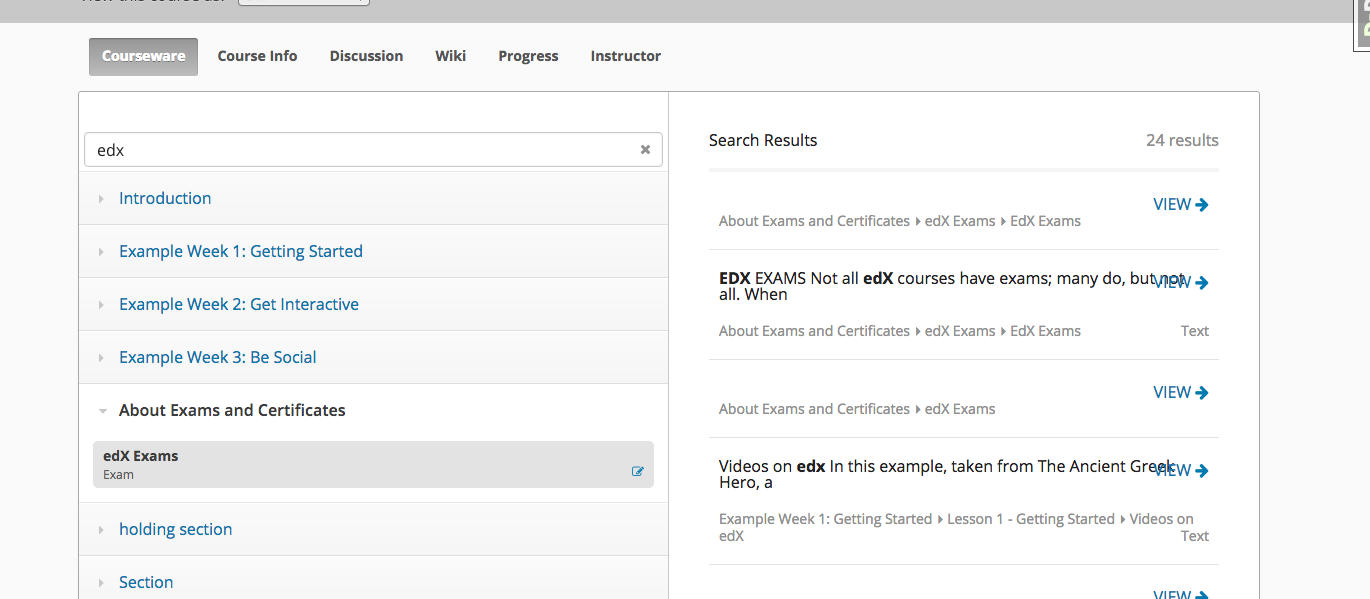 Courseware
Course Info
Discussion
Wiki
Progress
Instructor
edx
Introduction
Example Week 1: Getting Started
Example Week 2: Get Interactive
Example Week 3: Be Social
About Exams and Certificates
edX Exams
Exam
holding section
Section
Search Results
24 results
VIEW
About Exams and Certificates edX Exams EdX Exams
EDX EXAMS Not all edX courses have exams; many do, but not
all. When
VIEW
About Exams and Certificates edX Exams EdX Exams
Text
VIEW
About Exams and Certificates edX Exams
Videos on edx In this example, taken from The Ancient Greek
Hero, a
VIEW
Example Week 1: Getting Started Lesson 1 - Getting Started Videos on
edX
Text
VIEW